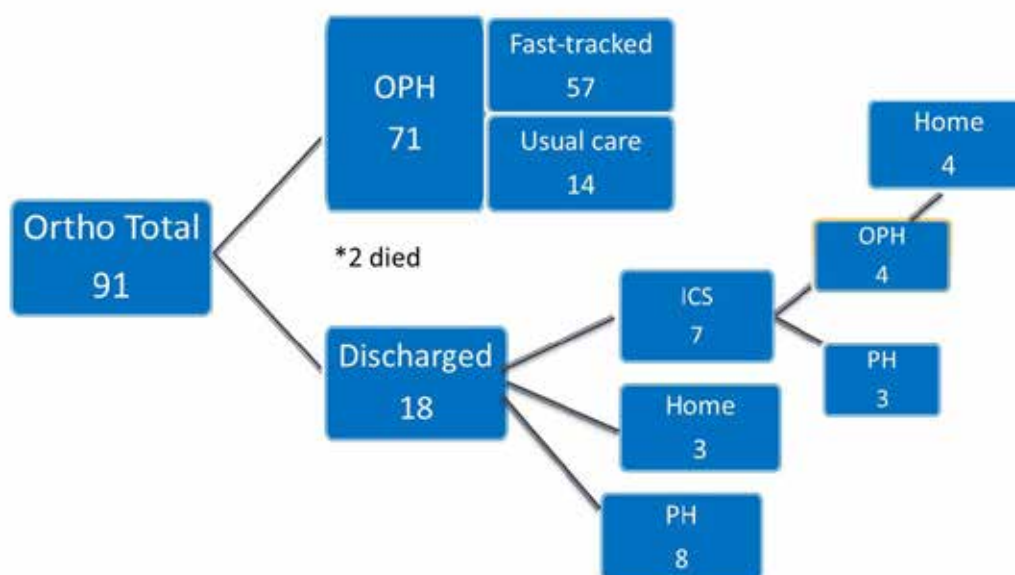 Ortho Total
91
OPH
71
Fast-tracked
57
Usual care
14
*2 died
Discharged
18
ICS
7
Home
3
PH
8
OPH
4
PH
3
Home
4